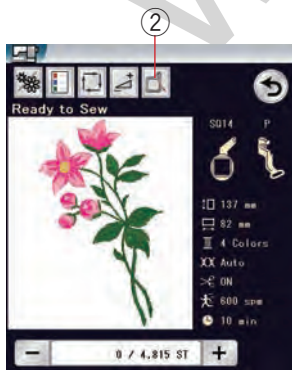 2
Ready to Sew
SQ14 P
137 mm
82 mm
4 Colors
Auto
ON
600 spm
10 min
− 0 / 4.815 ST +